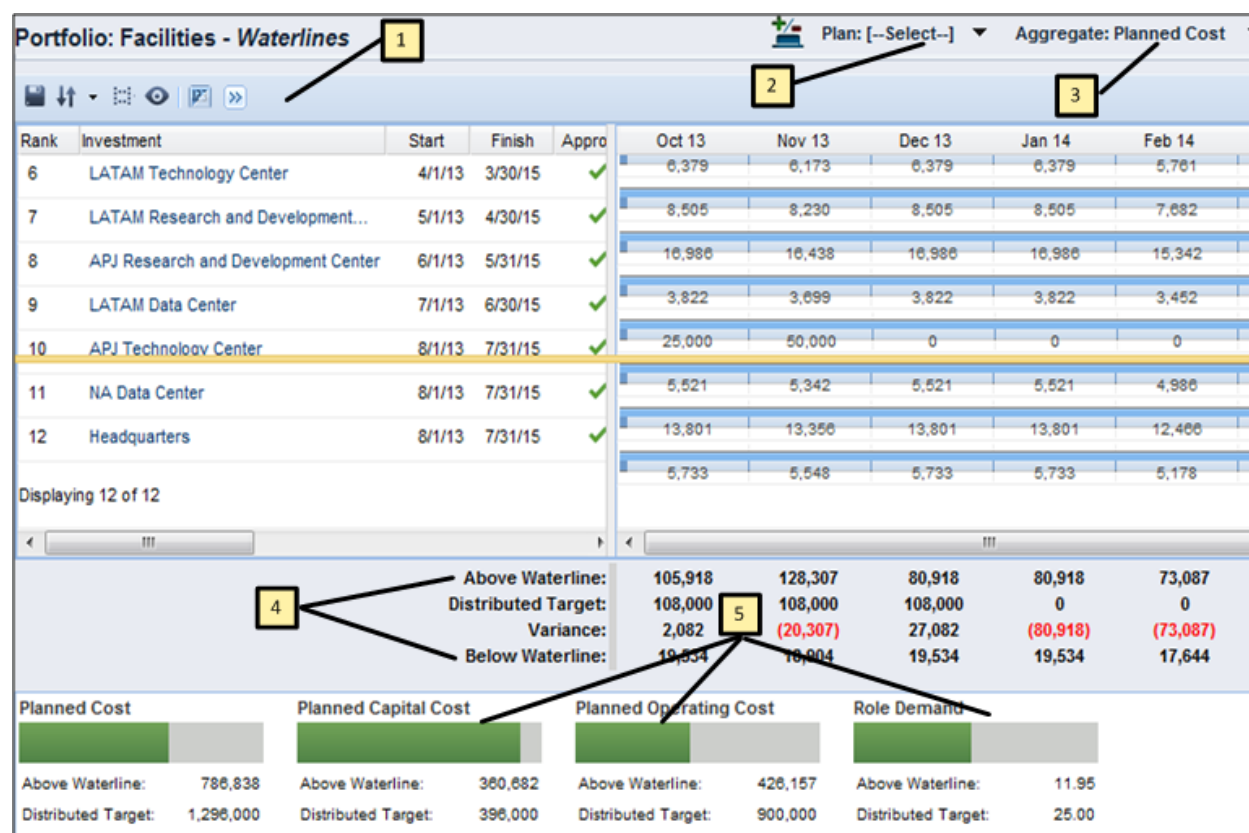 Portfolio: Facilities - Waterlines 1 Plan: [--Select--] Aggregate: Planned Cost
2 3
Rank Investment Start Finish Appro Oct 13 Nov 13 Dec 13 Jan 14 Feb 14
6 LATAM Technology Center 4/1/13 3/30/15 6,379 6,173 6,379 6,379 5,761
7 LATAM Research and Development... 5/1/13 4/30/15 8,505 8,230 8,505 8,505 7,682
8 APJ Research and Development Center 6/1/13 5/31/15 16,986 16,438 16,986 16,986 15,342
9 LATAM Data Center 7/1/13 6/30/15 3,822 3,699 3,822 3,822 3,452
10 APJ Technology Center 8/1/13 7/31/15 25,000 50,000 0 0 0
11 NA Data Center 8/1/13 7/31/15 5,521 5,342 5,521 5,521 4,986
12 Headquarters 8/1/13 7/31/15 13,801 13,356 13,801 13,801 12,466
5,733 5,548 5,733 5,733 5,178
Displaying 12 of 12
Above Waterline: 105,918 128,307 80,918 80,918 73,087
4 Distributed Target: 108,000 108,000 108,000 0 0
5
Variance: 2,082 (20,307) 27,082 (80,918) (73,087)
Below Waterline: 19,534 18,904 19,534 19,534 17,644
Planned Cost Planned Capital Cost Planned Operating Cost Role Demand
Above Waterline: 786,838 Above Waterline: 360,682 Above Waterline: 426,157 Above Waterline: 11.95
Distributed Target: 1,296,000 Distributed Target: 396,000 Distributed Target: 900,000 Distributed Target: 25.00